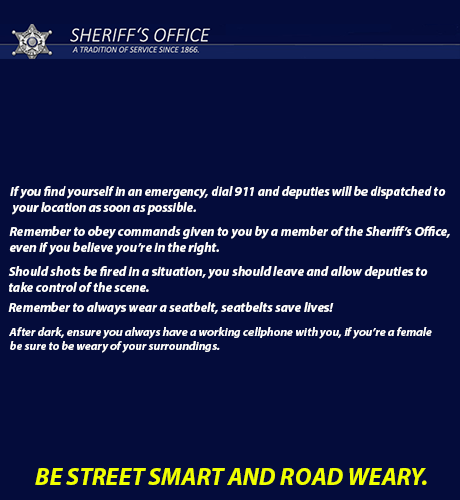 SHERIFF'S OFFICE
A TRADITION OF SERVICE SINCE 1866.
If you find yourself in an emergency, dial 911 and deputies will be dispatched to
your location as soon as possible.
Remember to obey commands given to you by a member of the Sheriff's Office,
even if you believe you're in the right.
Should shots be fired in a situation, you should leave and allow deputies to
take control of the scene.
Remember to always wear a seatbelt, seatbelts save lives!
After dark, ensure you always have a working cellphone with you, if you're a female
be sure to be weary of your surroundings.
BE STREET SMART AND ROAD WEARY.